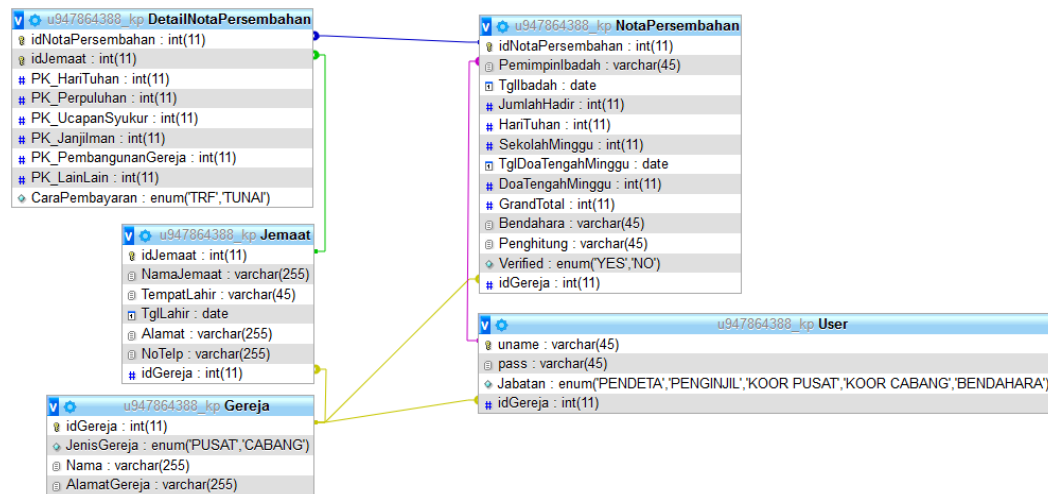 u947864388_kp DetailNotaPersembahan
idNotaPersembahan : int(11)
idJemaat : int(11)
PK_HariTuhan : int(11)
PK_Perpuluhan : int(11)
PK_UcapanSyukur : int(11)
PK_JanjiIman : int(11)
PK_PembangunanGereja : int(11)
PK_LainLain : int(11)
CaraPembayaran : enum('TRF','TUNAI')
u947864388_kp NotaPersembahan
idNotaPersembahan : int(11)
PemimpinIbadah : varchar(45)
TglIbadah : date
JumlahHadir : int(11)
HariTuhan : int(11)
SekolahMinggu : int(11)
TglDoaTengahMinggu : date
DoaTengahMinggu : int(11)
GrandTotal : int(11)
Bendahara : varchar(45)
Penghitung : varchar(45)
Verified : enum('YES','NO')
idGereja : int(11)
u947864388_kp Jemaat
idJemaat : int(11)
NamaJemaat : varchar(255)
TempatLahir : varchar(45)
TglLahir : date
Alamat : varchar(255)
NoTelp : varchar(255)
idGereja : int(11)
u947864388_kp User
uname : varchar(45)
pass : varchar(45)
Jabatan : enum('PENDETA','PENGINJIL','KOOR PUSAT','KOOR CABANG','BENDAHARA')
idGereja : int(11)
u947864388_kp Gereja
idGereja : int(11)
JenisGereja : enum('PUSAT','CABANG')
Nama : varchar(255)
AlamatGereja : varchar(255)